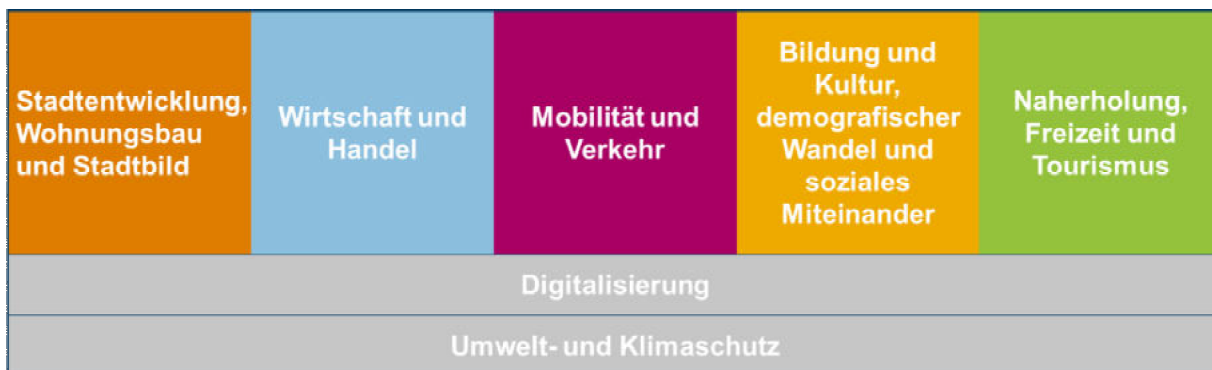 Stadtentwicklung,
Wohnungsbau
und Stadtbild
Wirtschaft und
Handel
Mobilität und
Verkehr
Bildung und
Kultur,
demografischer
Wandel und
soziales
Miteinander
Naherholung,
Freizeit und
Tourismus
Digitalisierung
Umwelt- und Klimaschutz